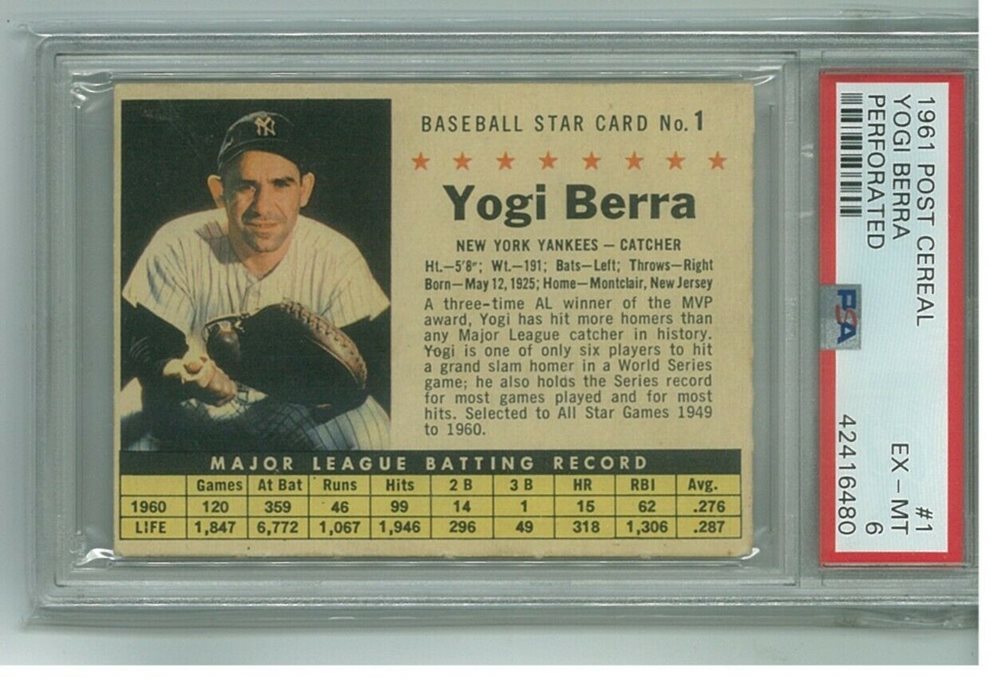 BASEBALL STAR CARD No. 1
Yogi Berra
NEW YORK YANKEES – CATCHER
Ht.–5'8"; Wt.–191; Bats–Left; Throws–Right
Born–May 12, 1925; Home–Montclair, New Jersey
A three-time AL winner of the MVP
award, Yogi has hit more homers than
any Major League catcher in history.
Yogi is one of only six players to hit
a grand slam homer in a World Series
game; he also holds the Series record
for most games played and for most
hits. Selected to All Star Games 1949
to 1960.
MAJOR LEAGUE BATTING RECORD
Games At Bat Runs Hits 2 B 3 B HR RBI Avg.
1960 120 359 46 99 14 1 15 62 .276
LIFE 1,847 6,772 1,067 1,946 296 49 318 1,306 .287
1961 POST CEREAL #1
YOGI BERRA EX-MT
PERFORATED 6
PSA 42416480
NY